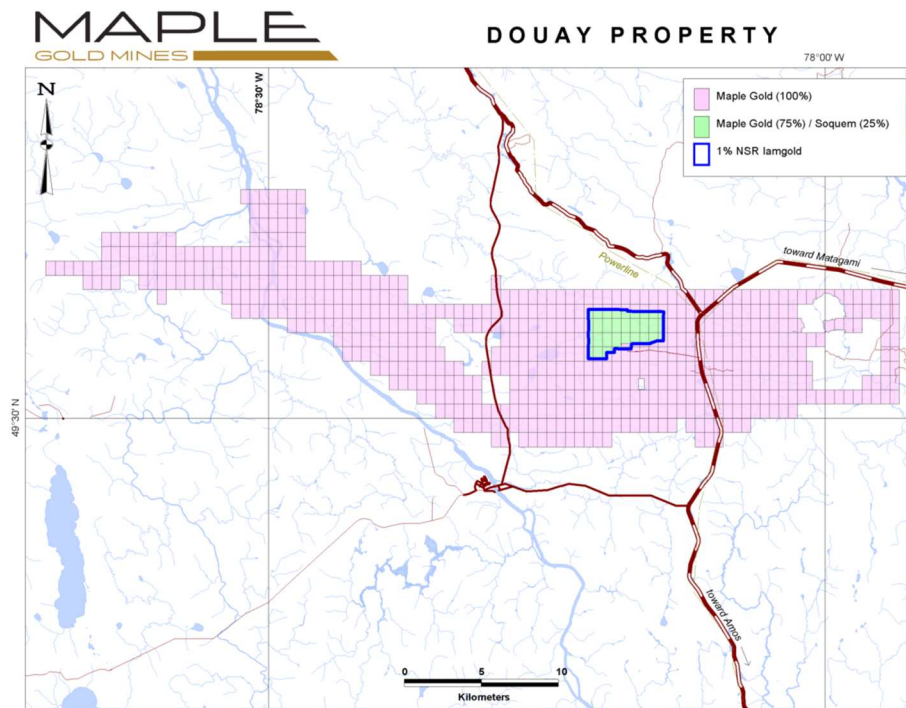 MAPLE
GOLD MINES
DOUAY PROPERTY
78°00' W
78°30' W
N
Maple Gold (100%)
Maple Gold (75%) / Soquem (25%)
1% NSR Iamgold
toward Matagami
Powerline
49°30' N
toward Amos
0 5 10
Kilometers